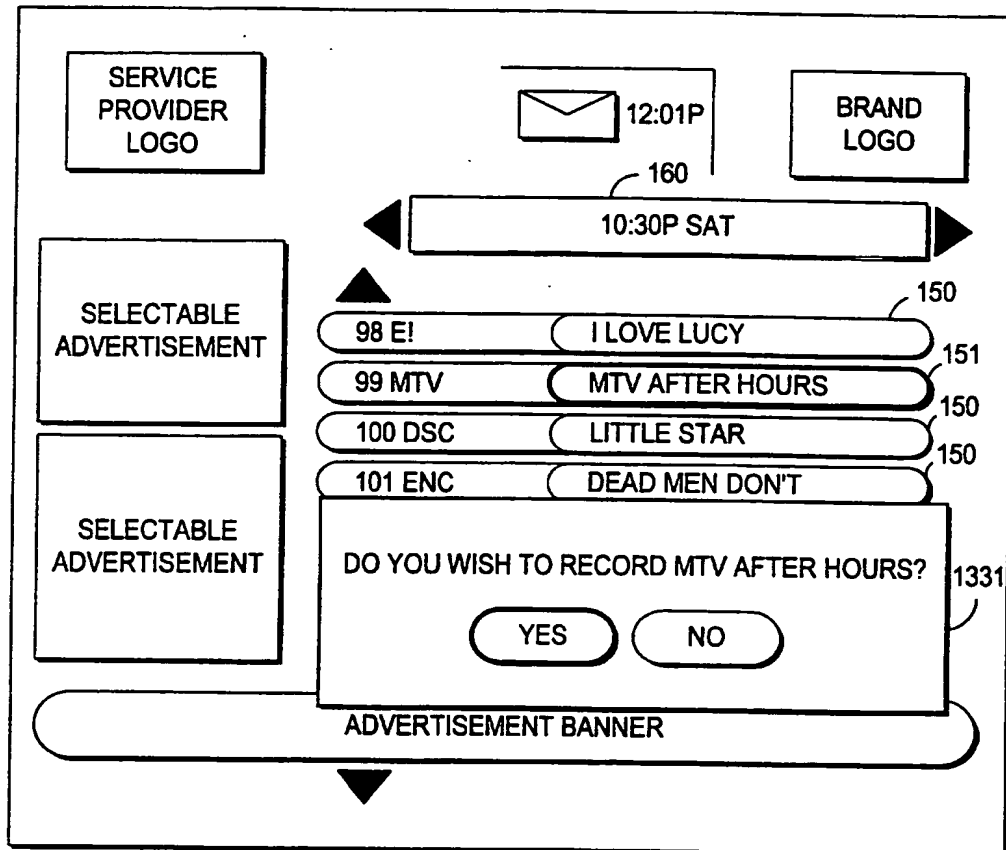 SERVICE
PROVIDER
LOGO
12:01P
BRAND
LOGO
160
10:30P SAT
SELECTABLE
ADVERTISEMENT
150
98 E! I LOVE LUCY
151
99 MTV MTV AFTER HOURS
150
100 DSC LITTLE STAR
150
101 ENC DEAD MEN DON'T
SELECTABLE
ADVERTISEMENT
DO YOU WISH TO RECORD MTV AFTER HOURS?
1331
YES NO
ADVERTISEMENT BANNER